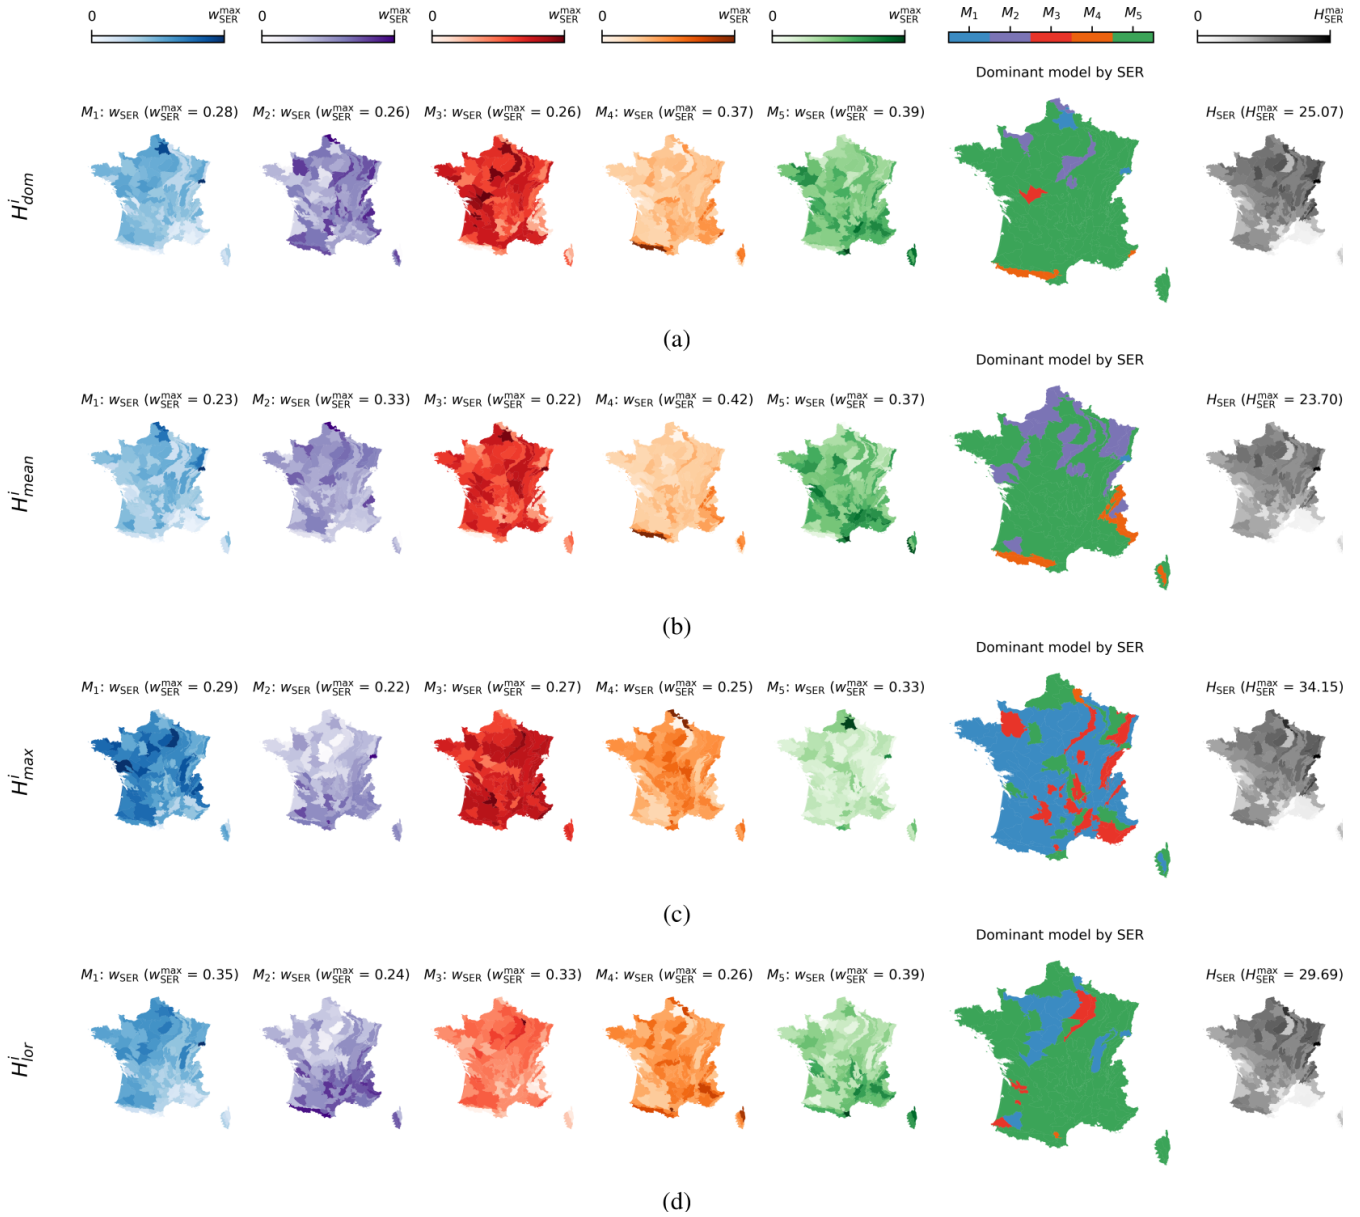 0 w_SER^max 0 w_SER^max 0 w_SER^max 0 w_SER^max 0 w_SER^max M₁ M₂ M₃ M₄ M₅ 0 H_SER^max
Dominant model by SER
M₁: w_SER (w_SER^max = 0.28) M₂: w_SER (w_SER^max = 0.26) M₃: w_SER (w_SER^max = 0.26) M₄: w_SER (w_SER^max = 0.37) M₅: w_SER (w_SER^max = 0.39) H_SER (H_SER^max = 25.07)
H_dom^i
(a)
Dominant model by SER
M₁: w_SER (w_SER^max = 0.23) M₂: w_SER (w_SER^max = 0.33) M₃: w_SER (w_SER^max = 0.22) M₄: w_SER (w_SER^max = 0.42) M₅: w_SER (w_SER^max = 0.37) H_SER (H_SER^max = 23.70)
H_mean^i
(b)
Dominant model by SER
M₁: w_SER (w_SER^max = 0.29) M₂: w_SER (w_SER^max = 0.22) M₃: w_SER (w_SER^max = 0.27) M₄: w_SER (w_SER^max = 0.25) M₅: w_SER (w_SER^max = 0.33) H_SER (H_SER^max = 34.15)
H_max^i
(c)
Dominant model by SER
M₁: w_SER (w_SER^max = 0.35) M₂: w_SER (w_SER^max = 0.24) M₃: w_SER (w_SER^max = 0.33) M₄: w_SER (w_SER^max = 0.26) M₅: w_SER (w_SER^max = 0.39) H_SER (H_SER^max = 29.69)
H_lor^i
(d)